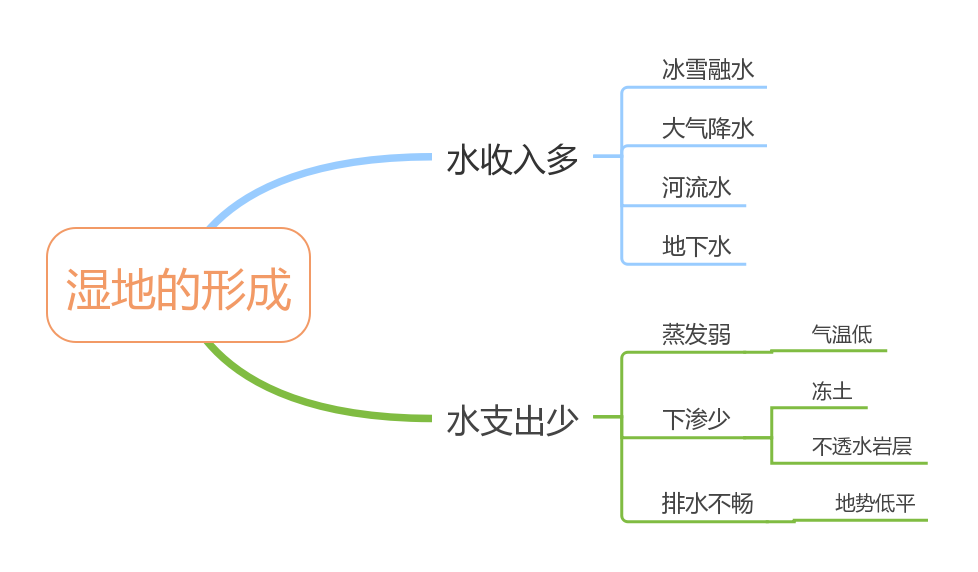 湿地的形成
水收入多
冰雪融水
大气降水
河流水
地下水
水支出少
蒸发弱
气温低
下渗少
冻土
不透水岩层
排水不畅
地势低平